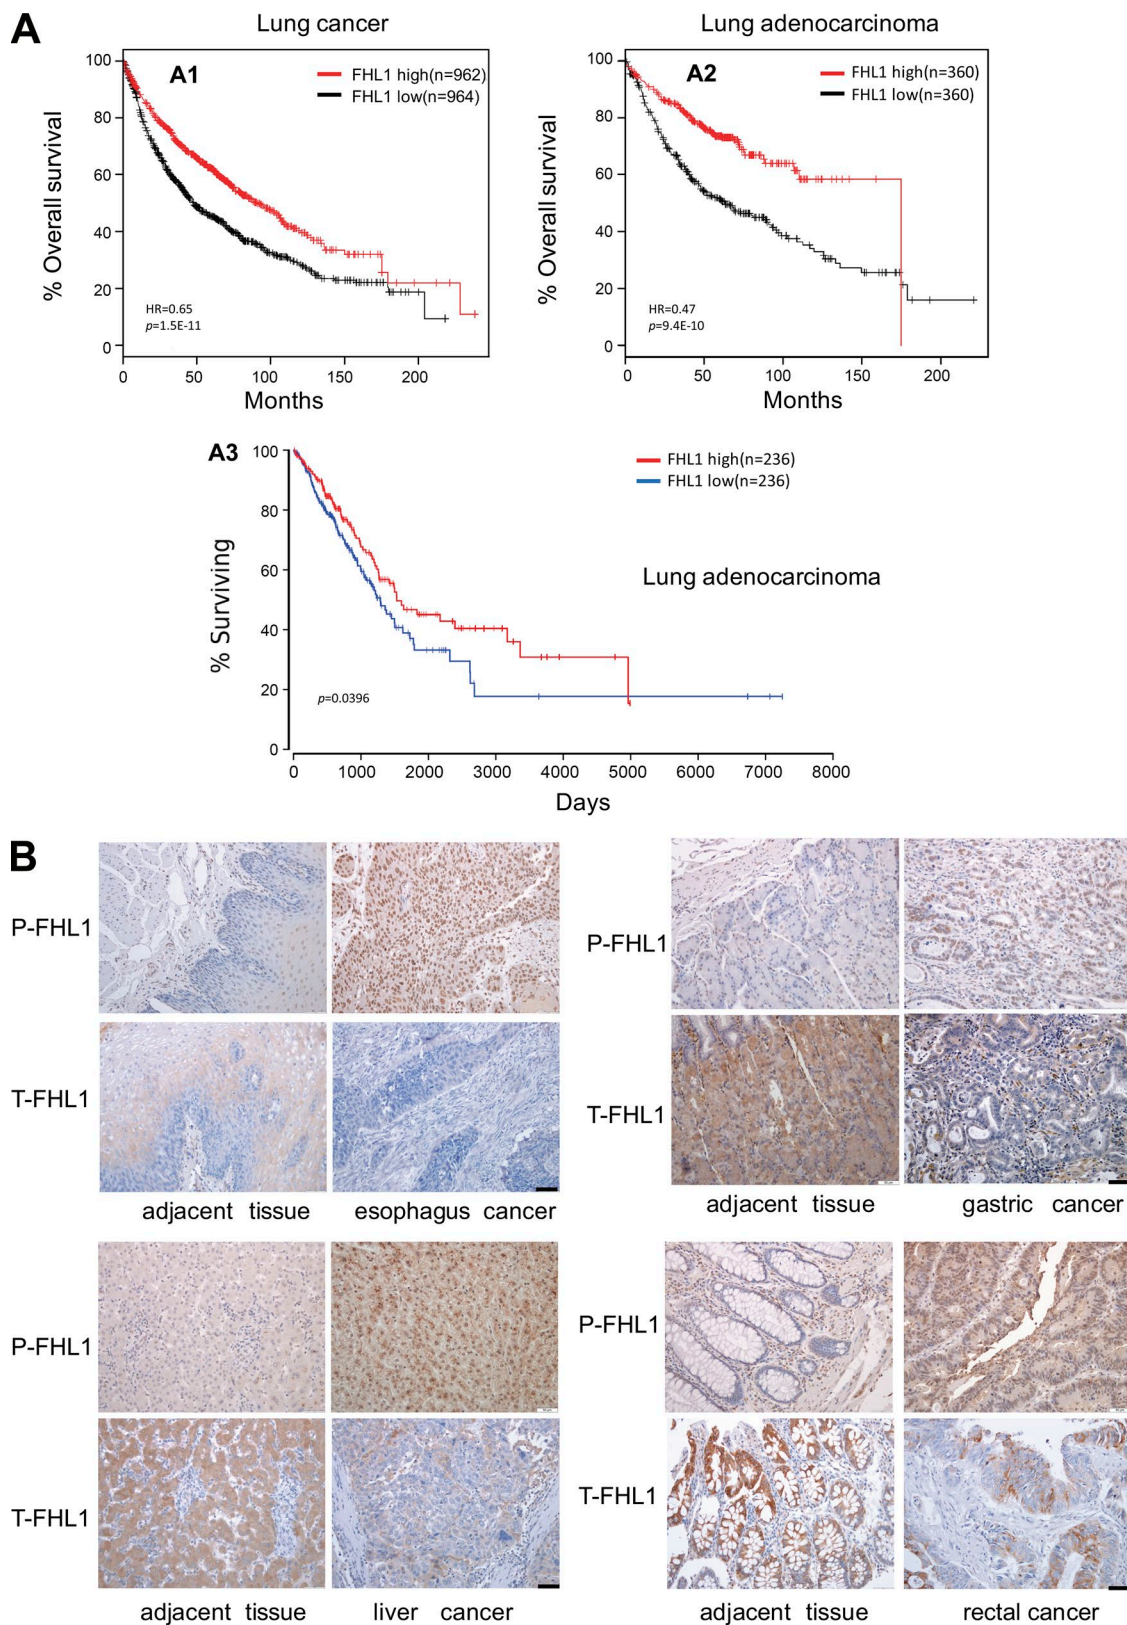 A
Lung cancer
Lung adenocarcinoma
A1
FHL1 high(n=962)
FHL1 low(n=964)
% Overall survival
100
80
60
40
20
0
HR=0.65
p=1.5E-11
0 50 100 150 200
Months
A2
FHL1 high(n=360)
FHL1 low(n=360)
% Overall survival
100
80
60
40
20
0
HR=0.47
p=9.4E-10
0 50 100 150 200
Months
A3
FHL1 high(n=236)
FHL1 low(n=236)
Lung adenocarcinoma
% Surviving
100
80
60
40
20
0
p=0.0396
0 1000 2000 3000 4000 5000 6000 7000 8000
Days
B
P-FHL1
T-FHL1
adjacent tissue esophagus cancer
P-FHL1
T-FHL1
adjacent tissue gastric cancer
P-FHL1
T-FHL1
adjacent tissue liver cancer
P-FHL1
T-FHL1
adjacent tissue rectal cancer